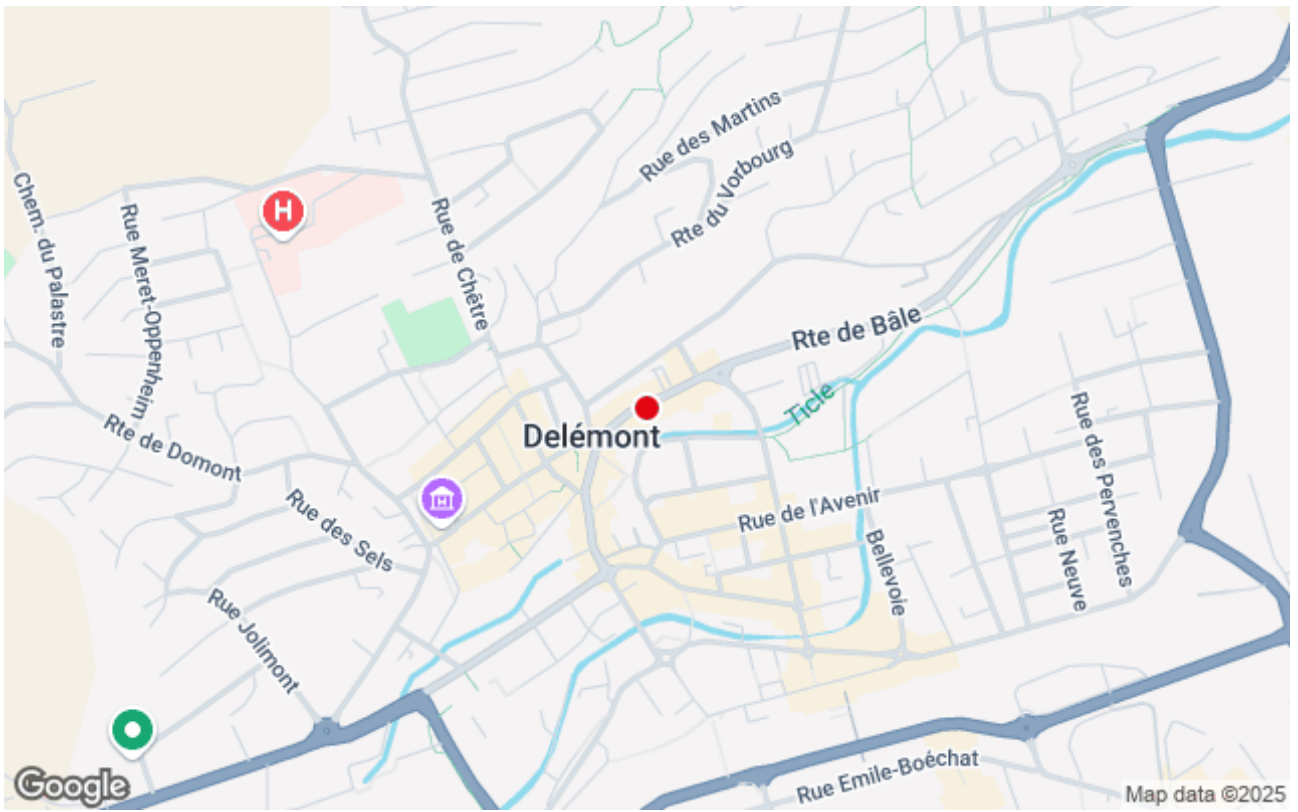 Rue des Martins
Rte du Vorbourg
H
Chem. du Palastre
Rue Meret-Oppenheim
Rue de Chêtre
Rte de Bâle
Ticle
Delémont
Rte de Domont
Rue des Sels
Rue de l'Avenir
Bellevoie
Rue Neuve
Rue des Pervenches
Rue Jolimont
Rue Emile-Boéchat
Google
Map data ©2025